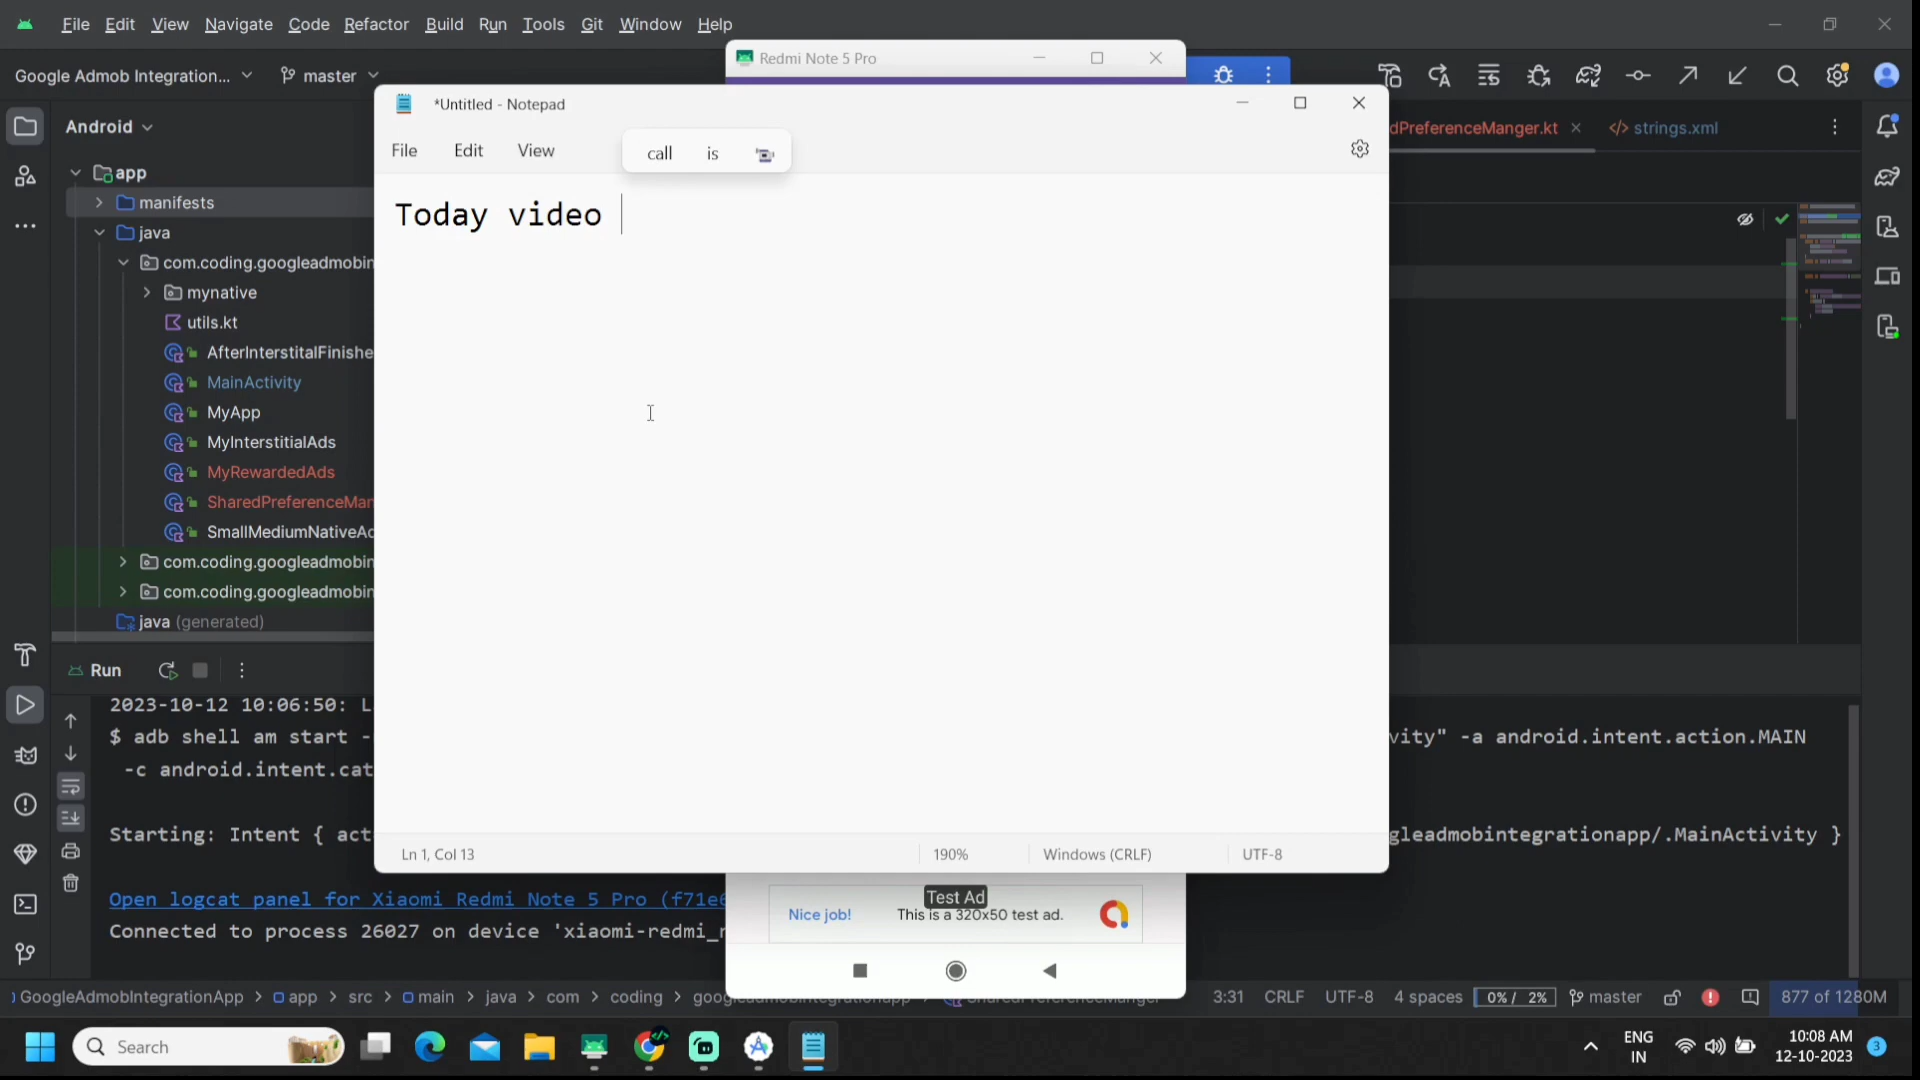 File Edit View Navigate Code Refactor Build Run Tools Git Window Help
Redmi Note 5 Pro
Google Admob Integration... master
*Untitled - Notepad
Android
dPreferenceManger.kt strings.xml
File Edit View
call is
Today video
app
manifests
java
com.coding.googleadmobin
mynative
utils.kt
AfterInterstitalFinishe
MainActivity
MyApp
MyInterstitialAds
MyRewardedAds
SharedPreferenceMan
SmallMediumNativeAd
com.coding.googleadmobin
com.coding.googleadmobin
java (generated)
Run
2023-10-12 10:06:50: L
$ adb shell am start - vity" -a android.intent.action.MAIN
-c android.intent.cat
Starting: Intent { act gleadmobintegrationapp/.MainActivity }
Ln 1, Col 13 190% Windows (CRLF) UTF-8
Open logcat panel for Xiaomi Redmi Note 5 Pro (f71e6
Connected to process 26027 on device 'xiaomi-redmi_n
Test Ad
Nice job! This is a 320x50 test ad.
GoogleAdmobIntegrationApp > app > src > main > java > com > coding > 3:31 CRLF UTF-8 4 spaces 0% / 2% master 877 of 1280M
Search
ENG
IN
10:08 AM
12-10-2023
3